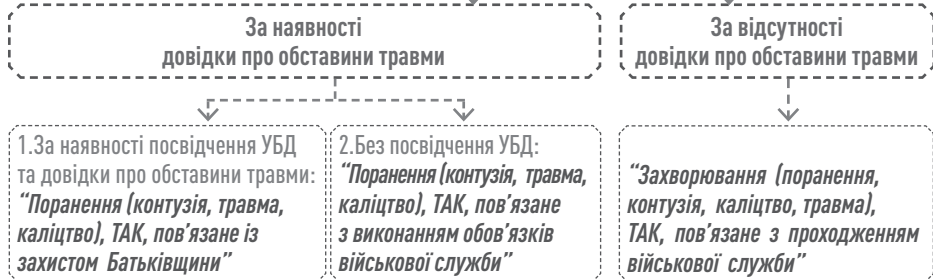 За наявності
довідки про обставини травми
За відсутності
довідки про обставини травми
1.За наявності посвідчення УБД
та довідки про обставини травми:
“Поранення (контузія, травма,
каліцтво), ТАК, пов’язане із
захистом Батьківщини”
2.Без посвідчення УБД:
“Поранення (контузія, травма,
каліцтво), ТАК, пов’язане
з виконанням обов’язків
військової служби”
“Захворювання (поранення,
контузія, каліцтво, травма),
ТАК, пов’язане з проходженням
військової служби”